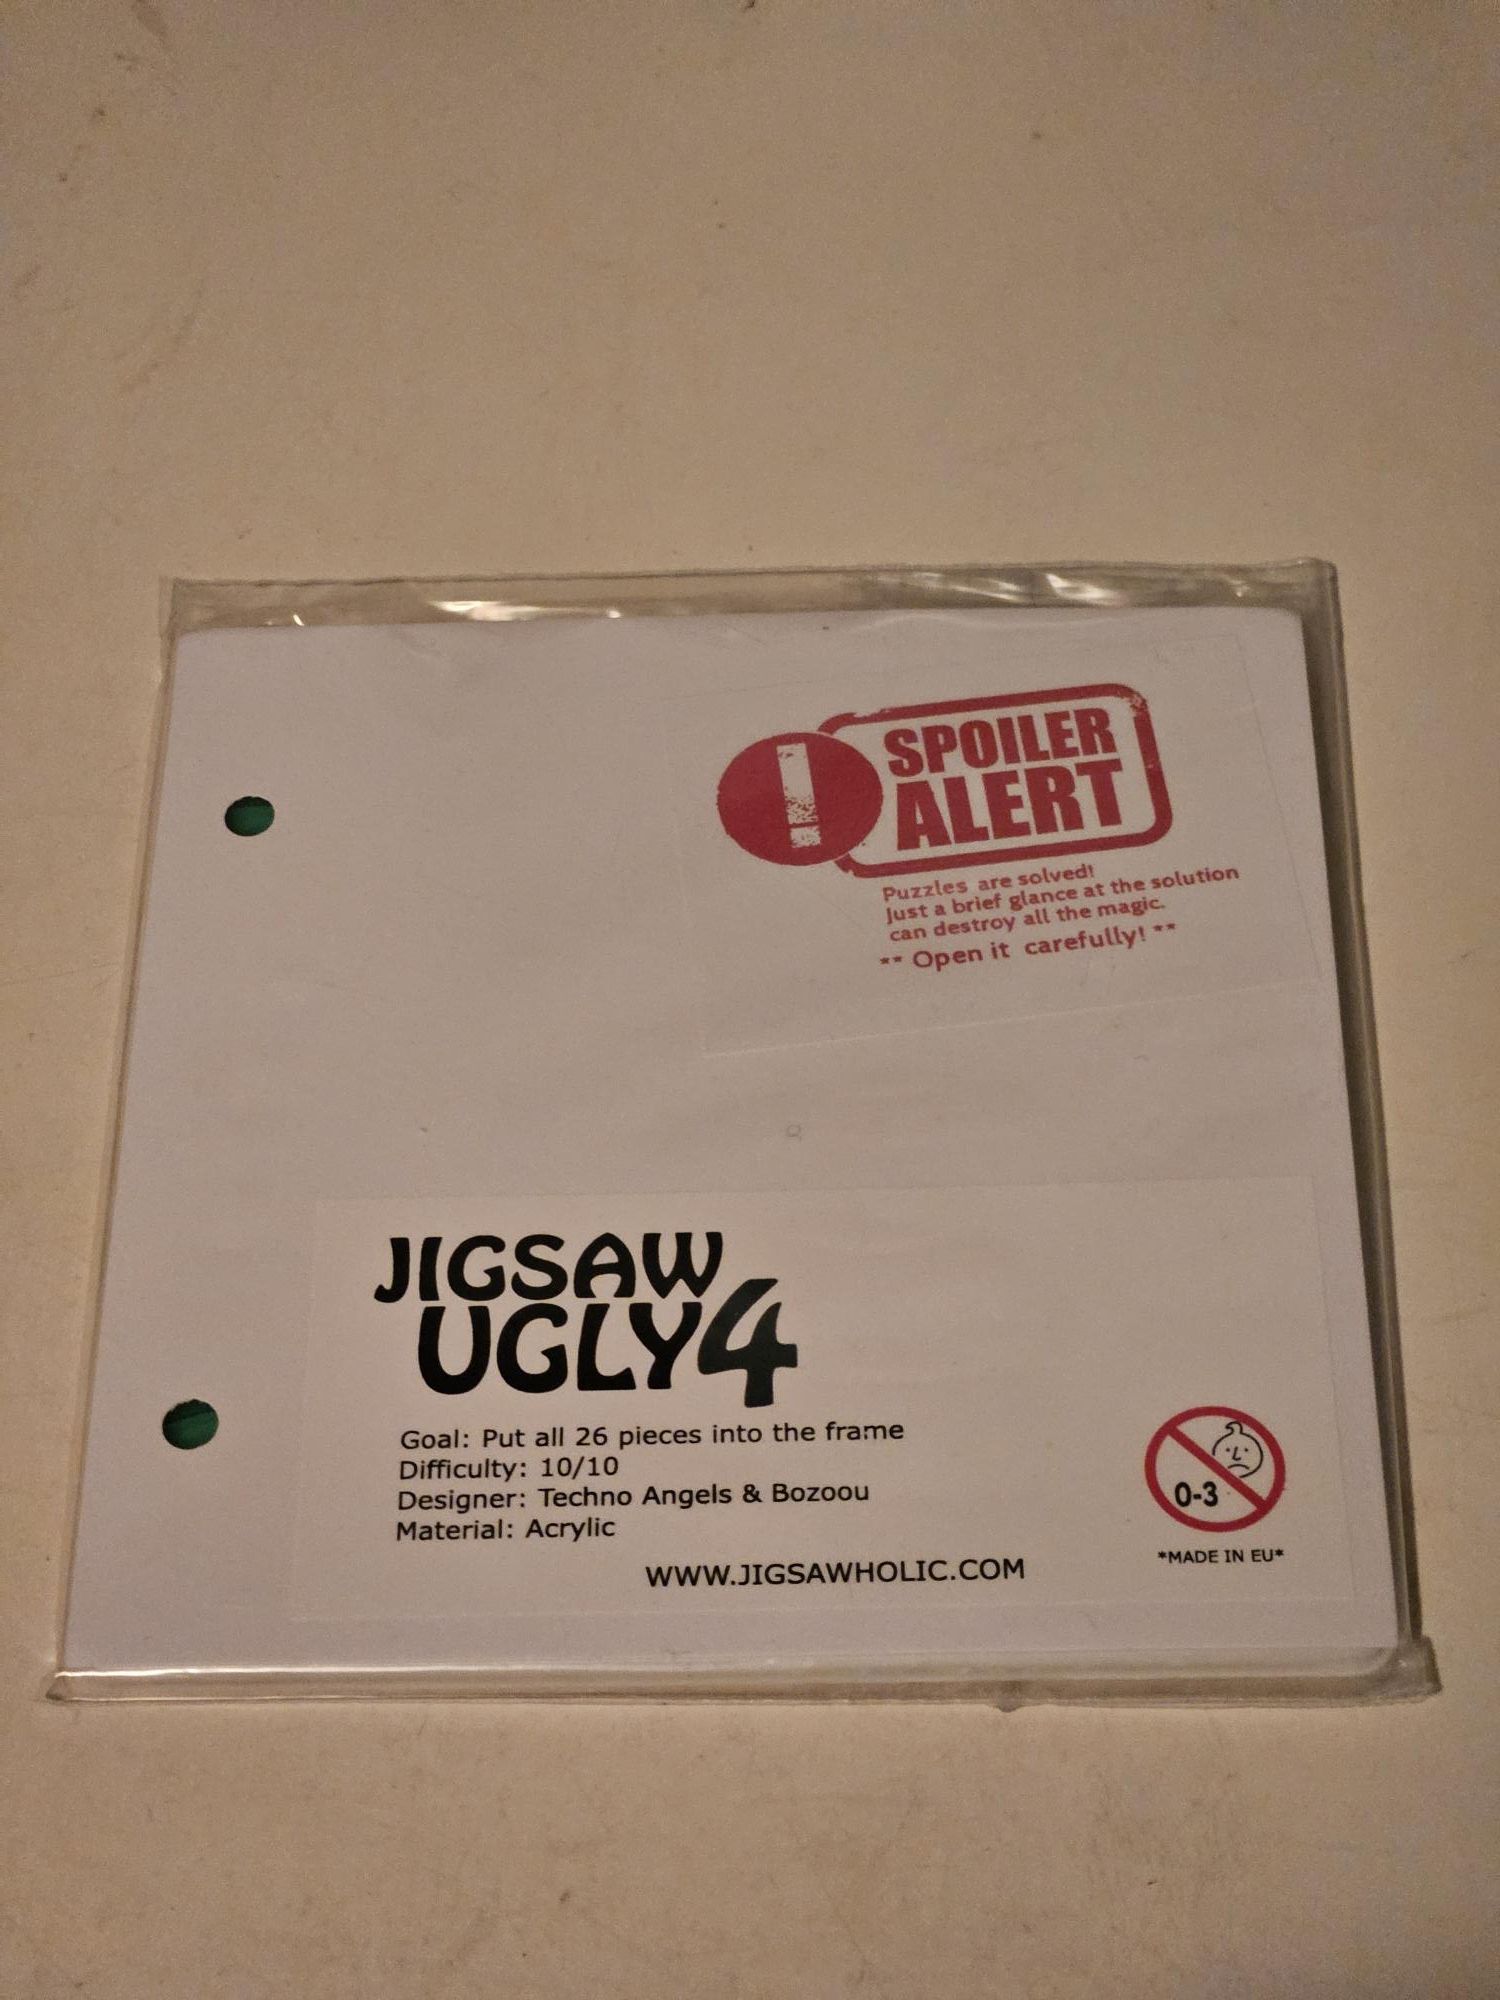 !
SPOILER
ALERT
Puzzles are solved!
Just a brief glance at the solution
can destroy all the magic.
** Open it carefully! **
JIGSAW
UGLY4
Goal: Put all 26 pieces into the frame
Difficulty: 10/10
Designer: Techno Angels & Bozoou
Material: Acrylic
WWW.JIGSAWHOLIC.COM
0-3
*MADE IN EU*